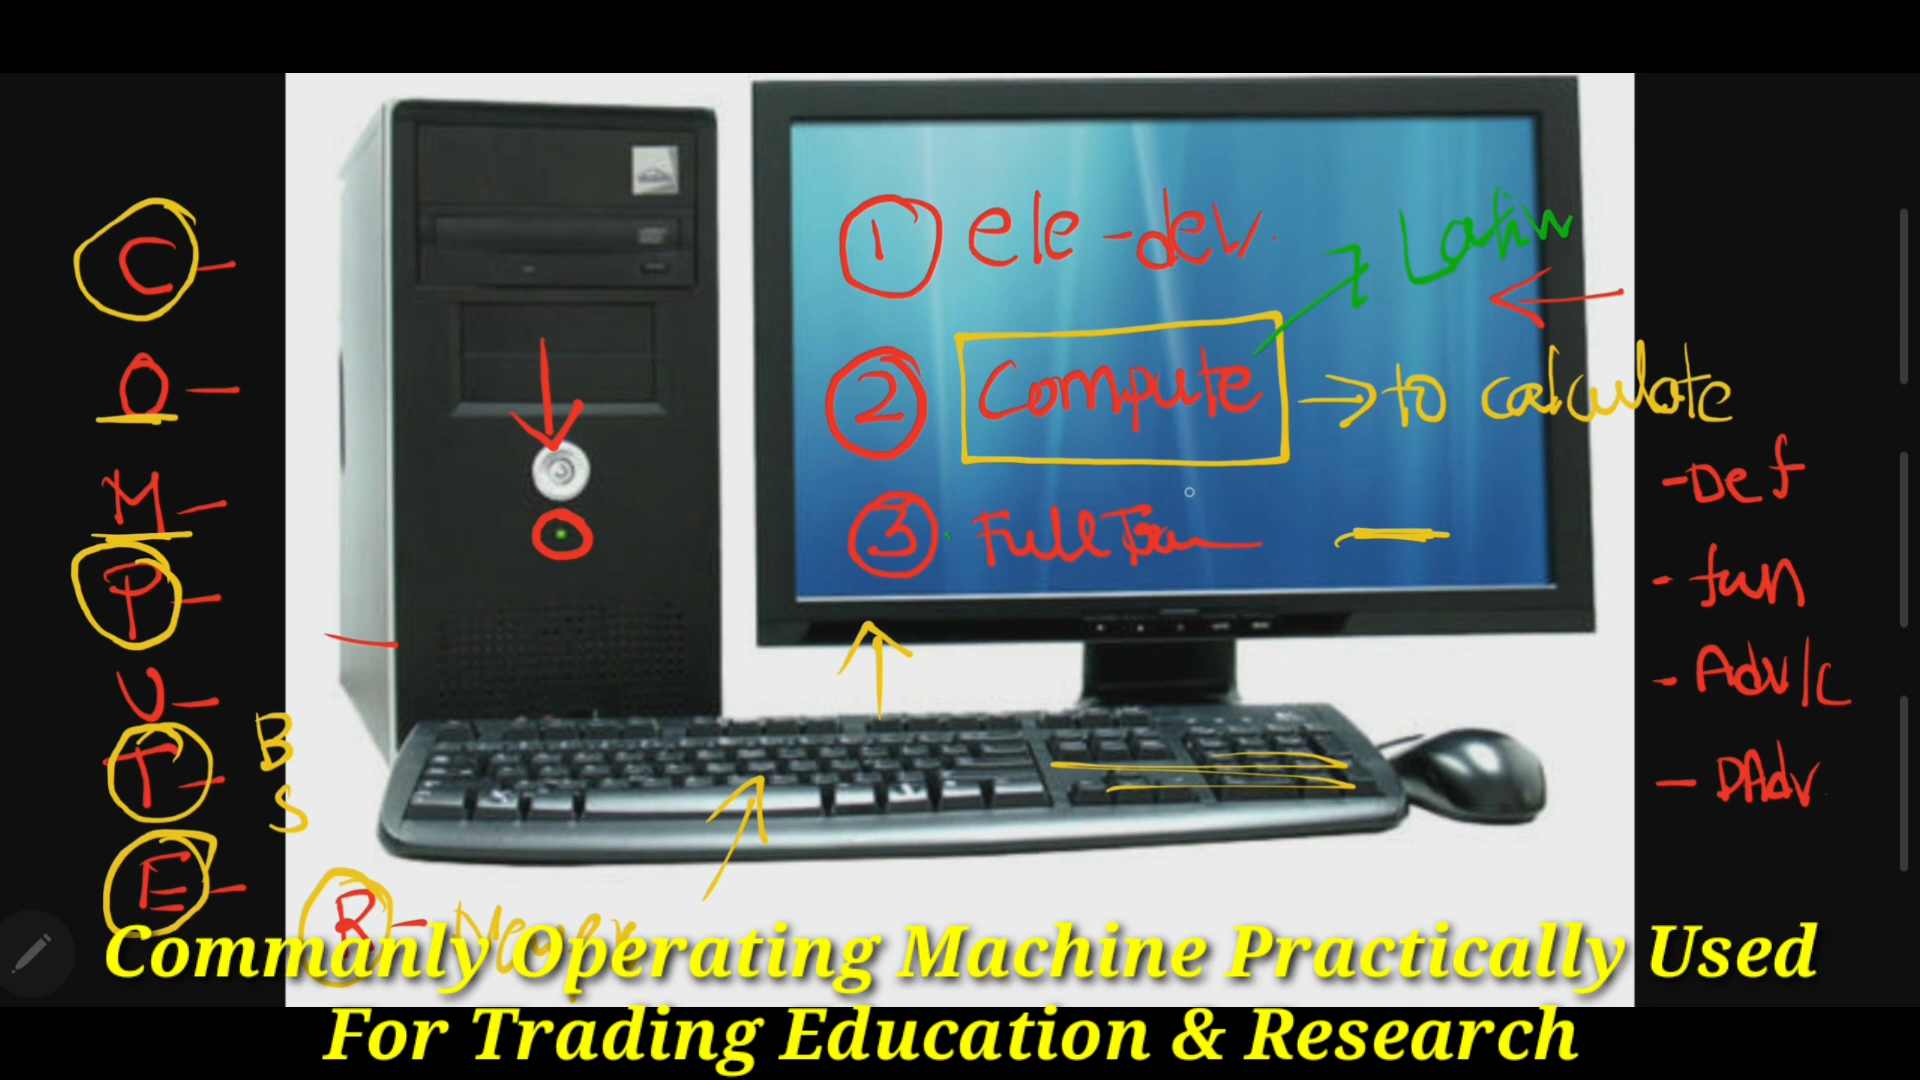 C -
O -
M -
P -
U -
T -
E -
B
S
R -
1 ele-dev.
Latin
2 Compute → to calculate
3 Full
- Def
- fun
- Adv/c
- DAdv.
Commanly Operating Machine Practically Used
For Trading Education & Research